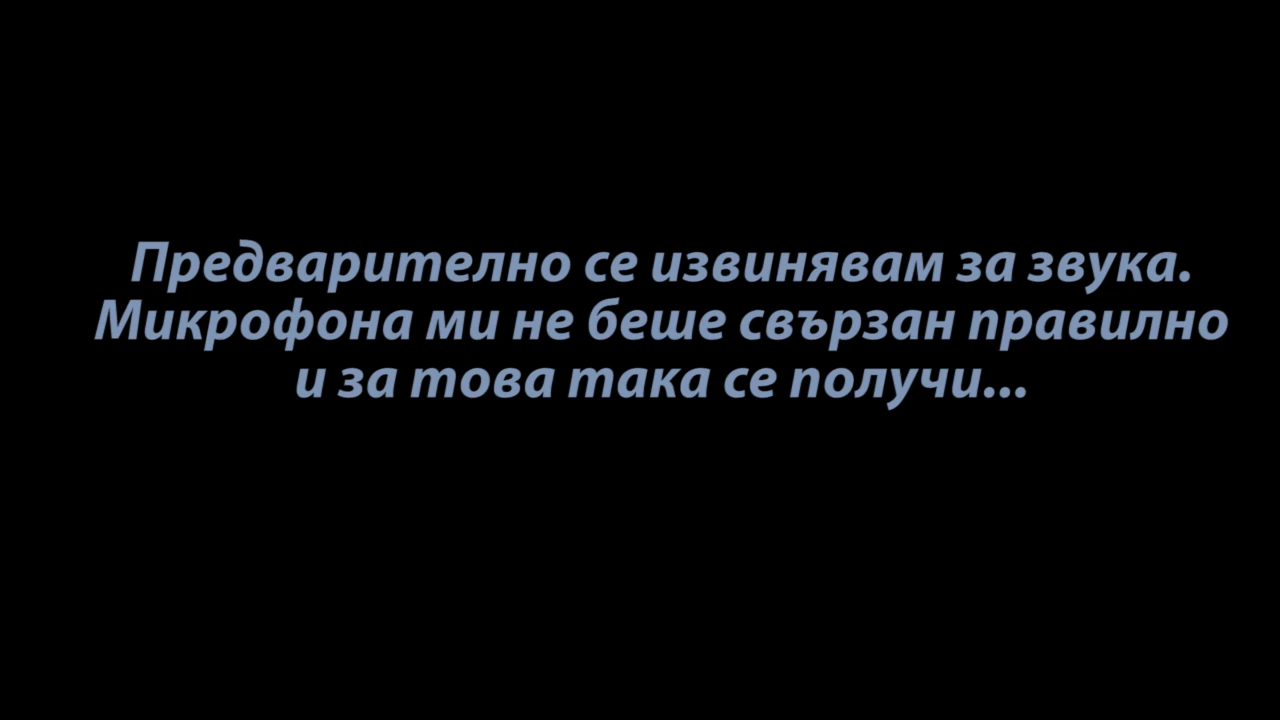 Предварително се извинявам за звука.
Микрофона ми не беше свързан правилно
и за това така се получи...